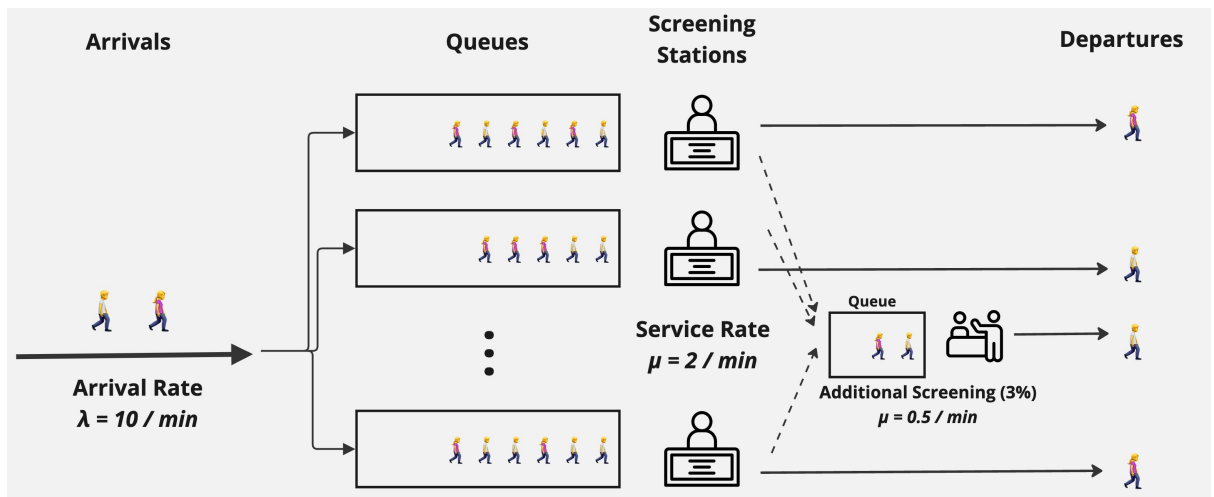 Arrivals
Queues
Screening
Stations
Departures
Arrival Rate
λ = 10 / min
Service Rate
μ = 2 / min
Queue
Additional Screening (3%)
μ = 0.5 / min